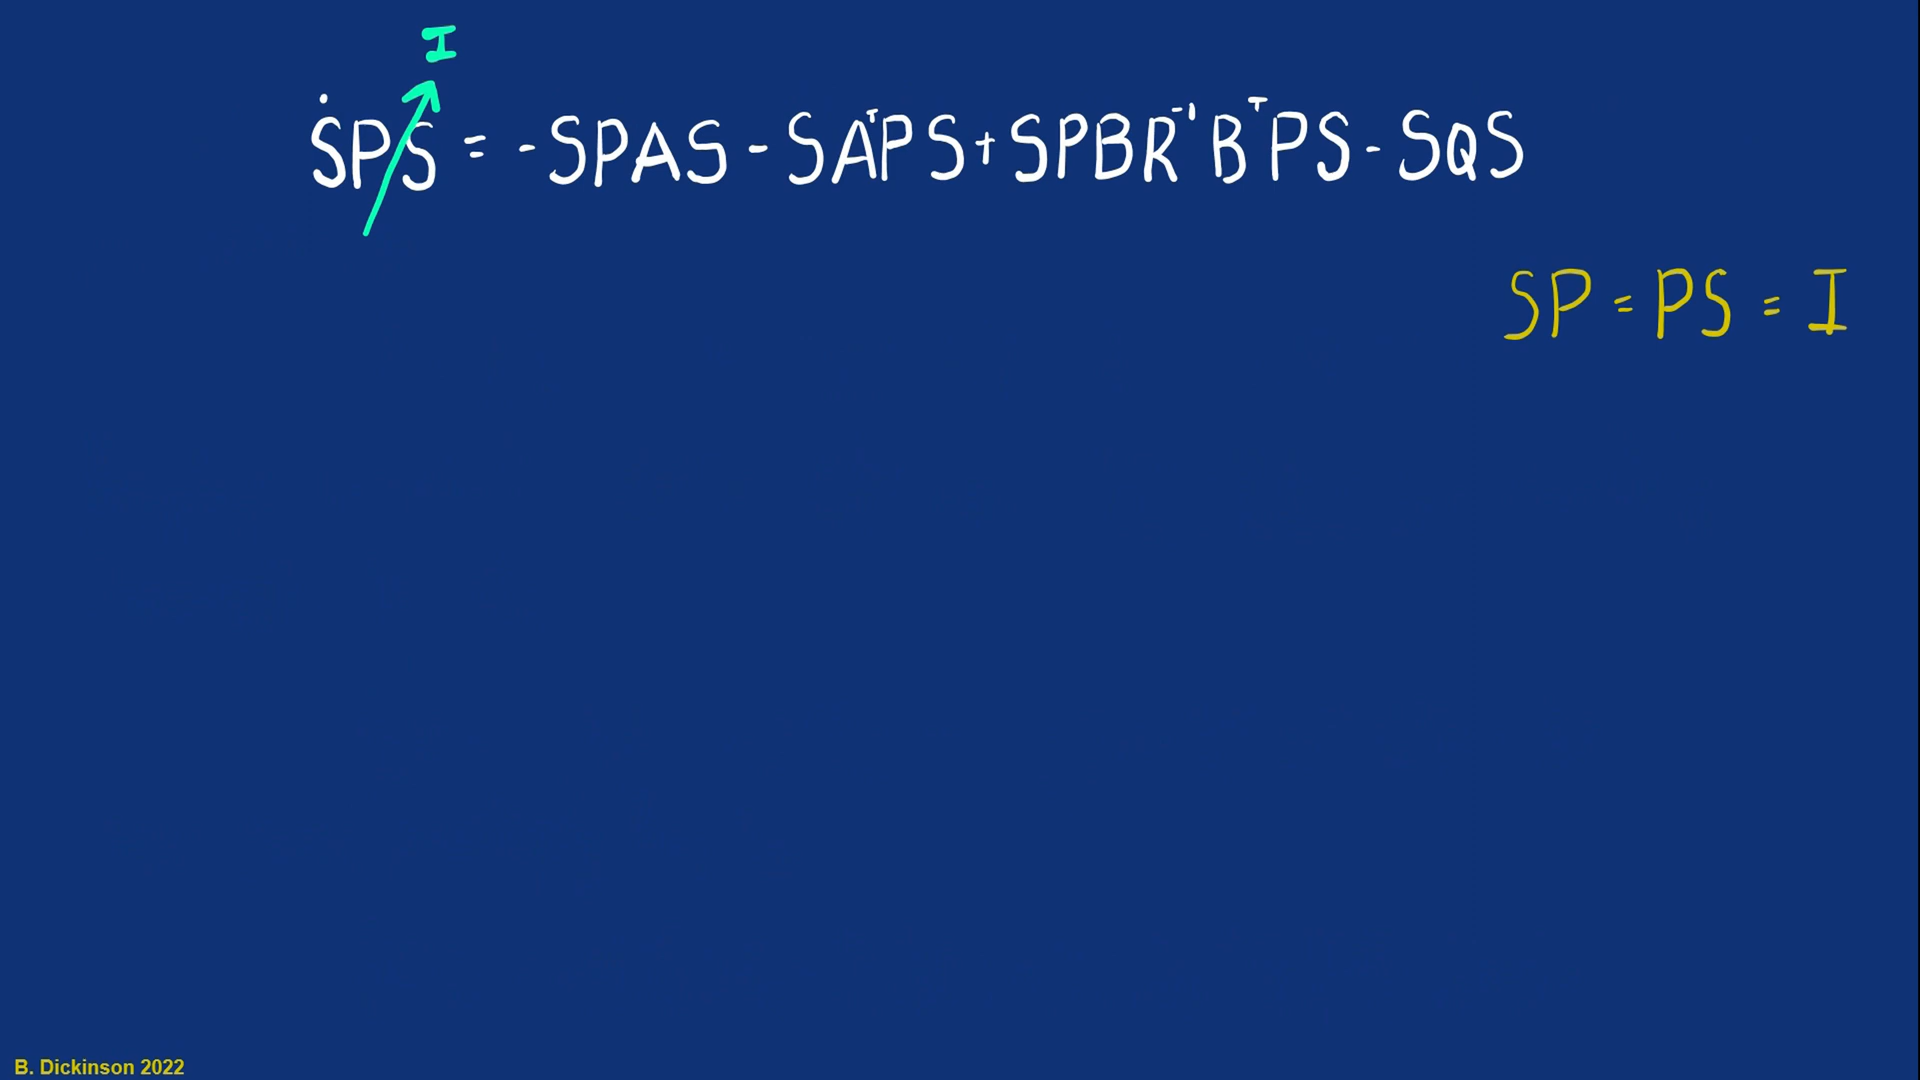 I
ṠPS = -SPAS - SAᵀPS + SPBR⁻¹BᵀPS - SQS
SP = PS = I
B. Dickinson 2022